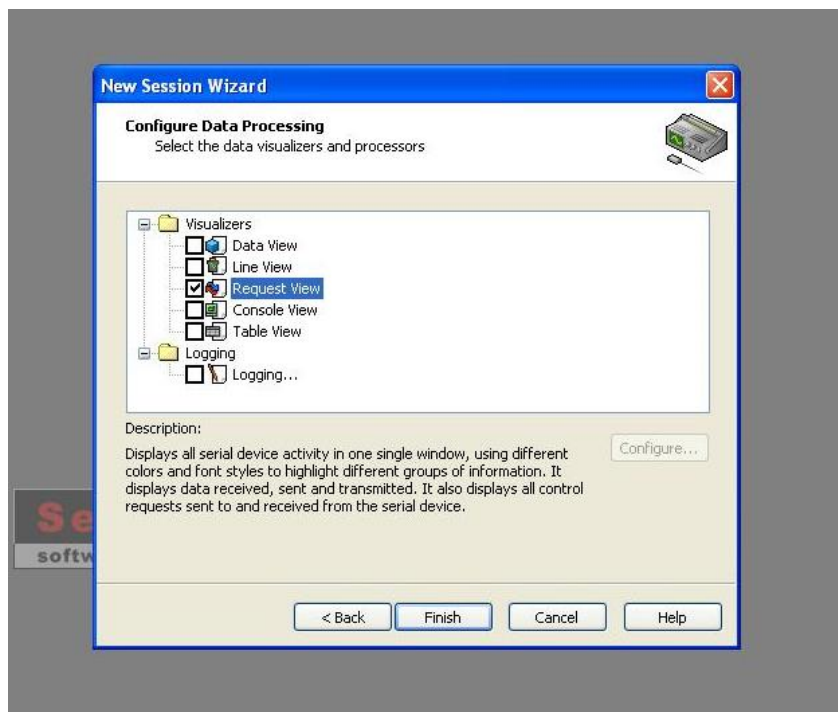 New Session Wizard
Configure Data Processing
Select the data visualizers and processors
Visualizers
Data View
Line View
Request View
Console View
Table View
Logging
Logging...
Description:
Displays all serial device activity in one single window, using different
colors and font styles to highlight different groups of information. It
displays data received, sent and transmitted. It also displays all control
requests sent to and received from the serial device.
Configure...
Se
softw
< Back
Finish
Cancel
Help